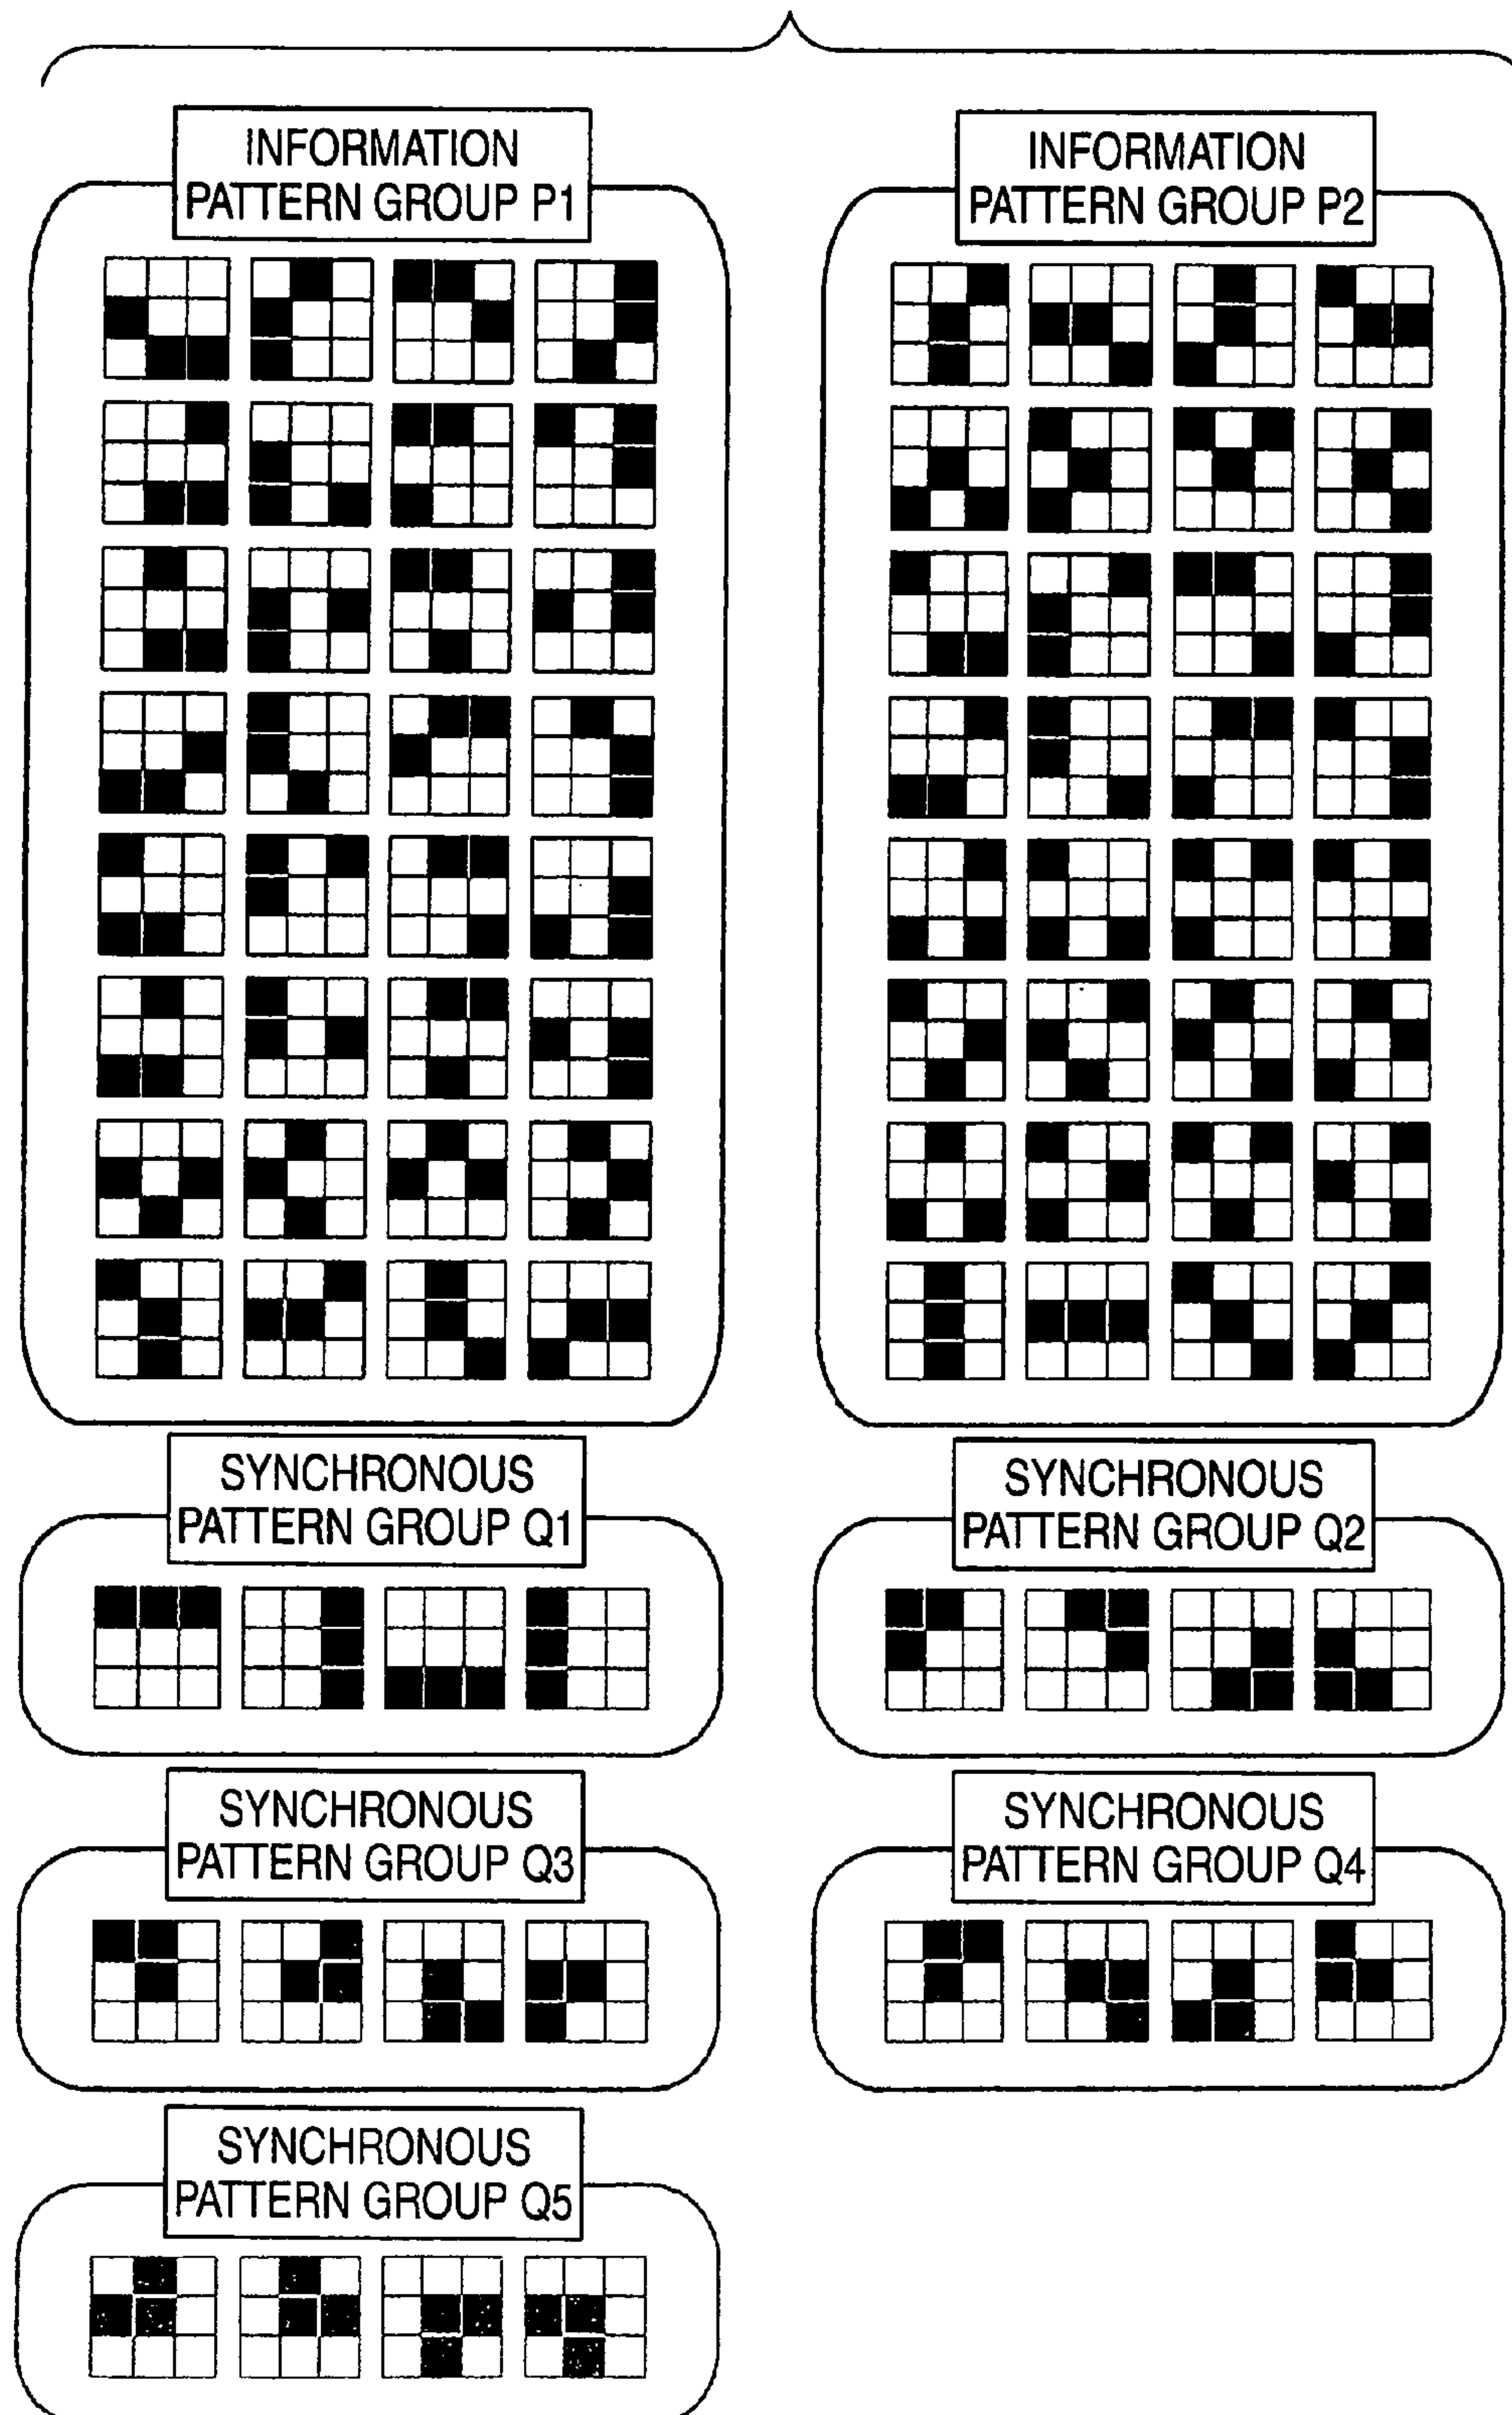 INFORMATION
PATTERN GROUP P1
INFORMATION
PATTERN GROUP P2
SYNCHRONOUS
PATTERN GROUP Q1
SYNCHRONOUS
PATTERN GROUP Q2
SYNCHRONOUS
PATTERN GROUP Q3
SYNCHRONOUS
PATTERN GROUP Q4
SYNCHRONOUS
PATTERN GROUP Q5